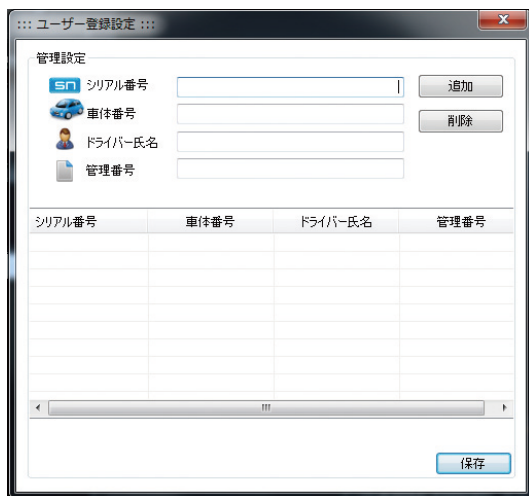 ::: ユーザー登録設定 :::
管理設定
SN シリアル番号
追加
車体番号
削除
ドライバー氏名
管理番号
シリアル番号 車体番号 ドライバー氏名 管理番号
保存